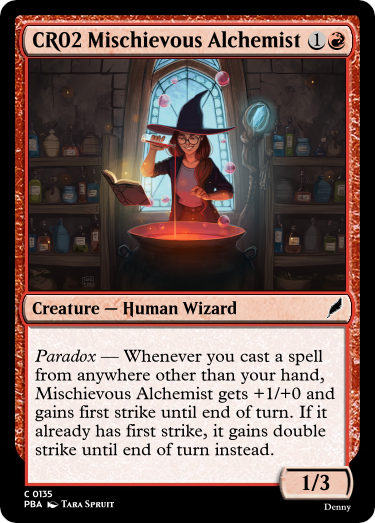 CR02 Mischievous Alchemist 1
Creature — Human Wizard
Paradox — Whenever you cast a spell
from anywhere other than your hand,
Mischievous Alchemist gets +1/+0 and
gains first strike until end of turn. If it
already has first strike, it gains double
strike until end of turn instead.
1/3
C 0135
PBA Tara Spruit
Denny